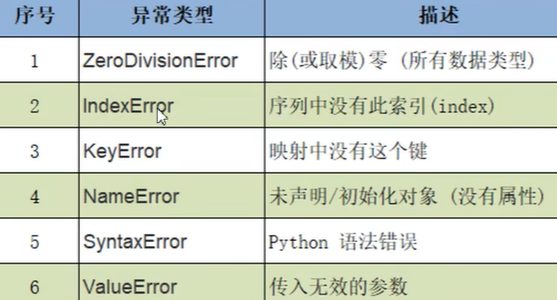 序号 异常类型 描述
1 ZeroDivisionError 除(或取模)零 (所有数据类型)
2 IndexError 序列中没有此索引(index)
3 KeyError 映射中没有这个键
4 NameError 未声明/初始化对象 (没有属性)
5 SyntaxError Python 语法错误
6 ValueError 传入无效的参数